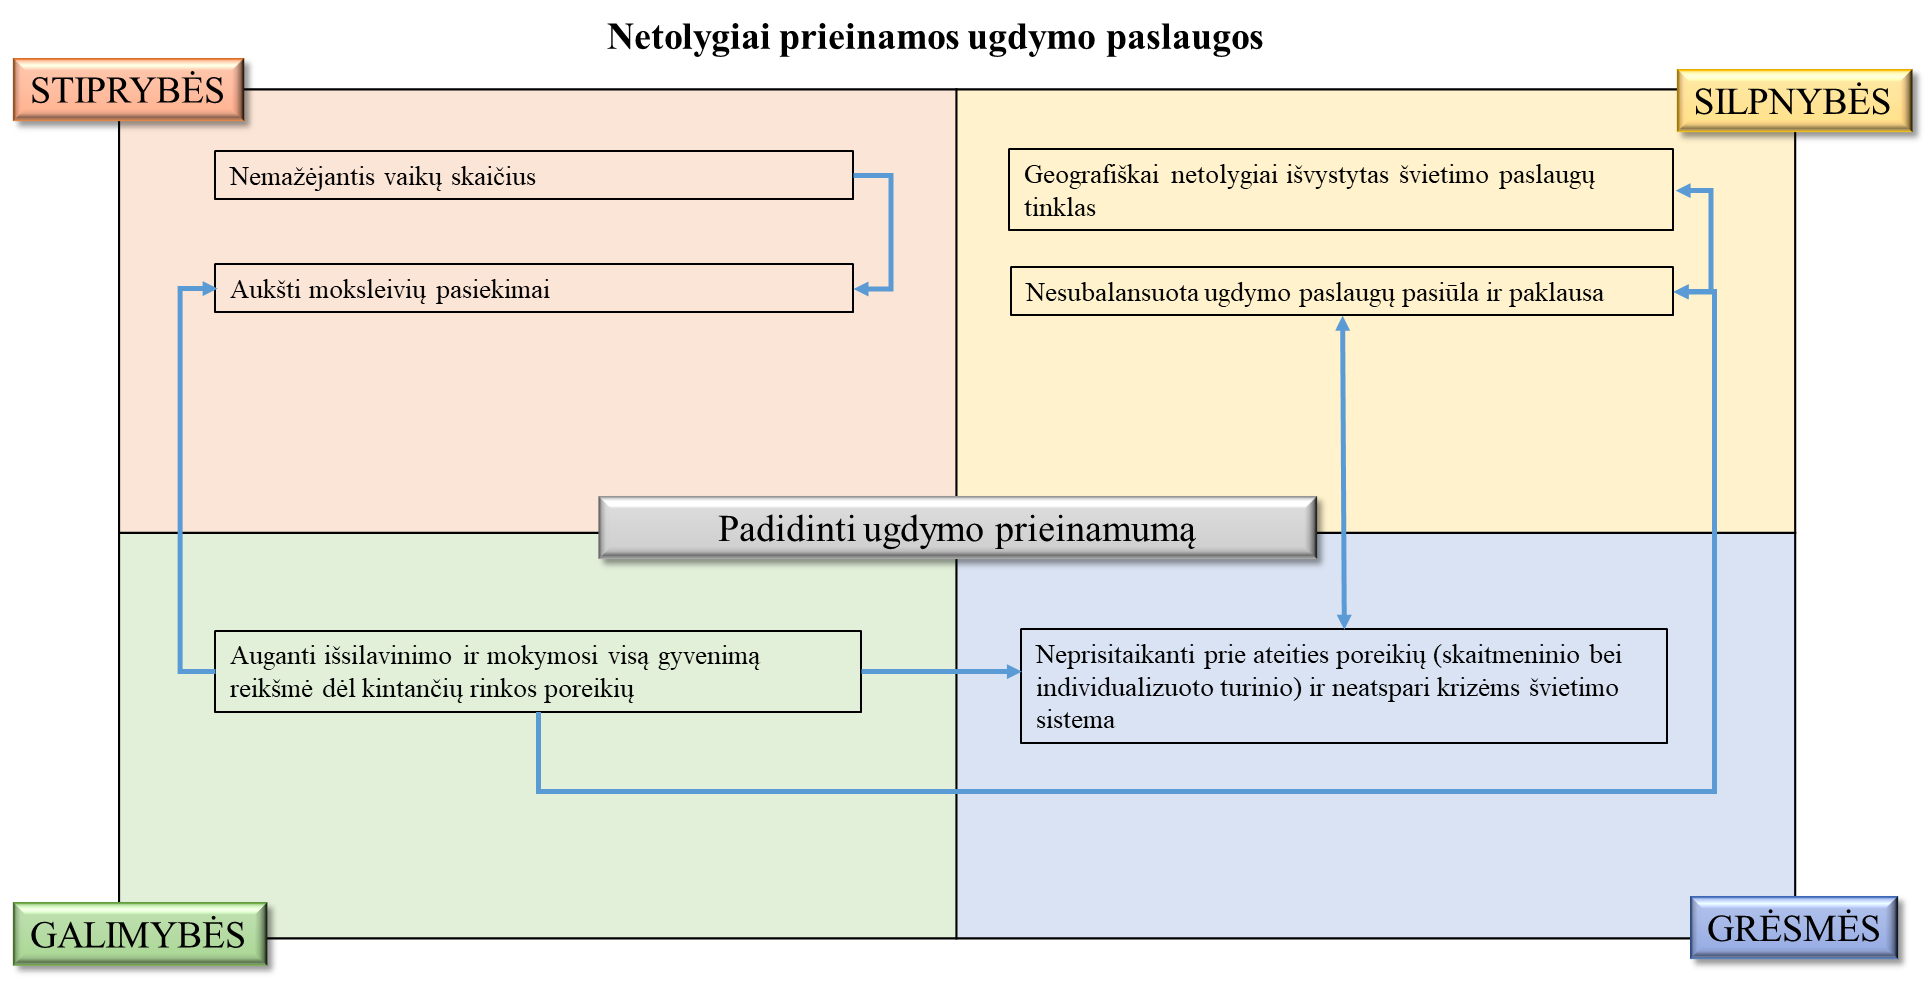 Netolygiai prieinamos ugdymo paslaugos
STIPRYBĖS
SILPNYBĖS
Nemažėjantis vaikų skaičius
Aukšti moksleivių pasiekimai
Geografiškai netolygiai išvystytas švietimo paslaugų
tinklas
Nesubalansuota ugdymo paslaugų pasiūla ir paklausa
Padidinti ugdymo prieinamumą
Auganti išsilavinimo ir mokymosi visą gyvenimą
reikšmė dėl kintančių rinkos poreikių
Neprisitaikanti prie ateities poreikių (skaitmeninio bei
individualizuoto turinio) ir neatspari krizėms švietimo
sistema
GALIMYBĖS
GRĖSMĖS